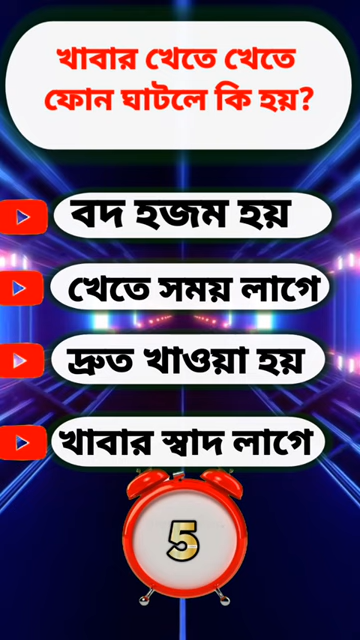 খাবার খেতে খেতে
ফোন ঘাটলে কি হয়?
বদ হজম হয়
খেতে সময় লাগে
দ্রুত খাওয়া হয়
খাবার স্বাদ লাগে
5